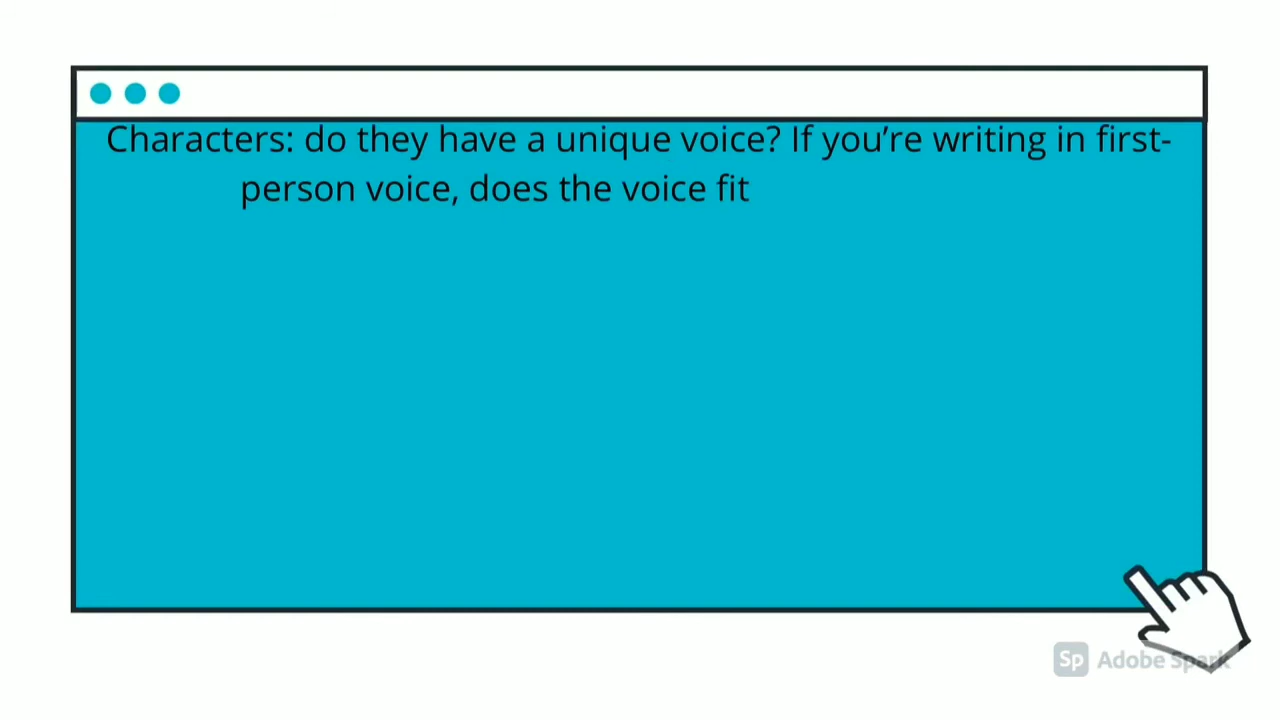 Characters: do they have a unique voice? If you’re writing in first-
person voice, does the voice fit
Sp Adobe Spark